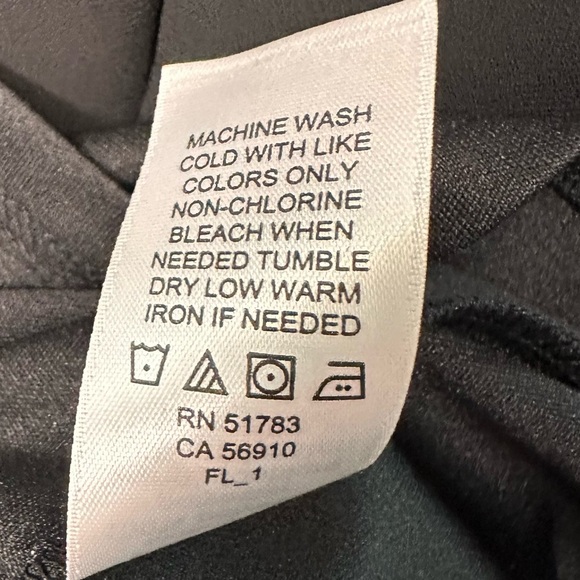 MACHINE WASH
COLD WITH LIKE
COLORS ONLY
NON-CHLORINE
BLEACH WHEN
NEEDED TUMBLE
DRY LOW WARM
IRON IF NEEDED
RN 51783
CA 56910
FL_1